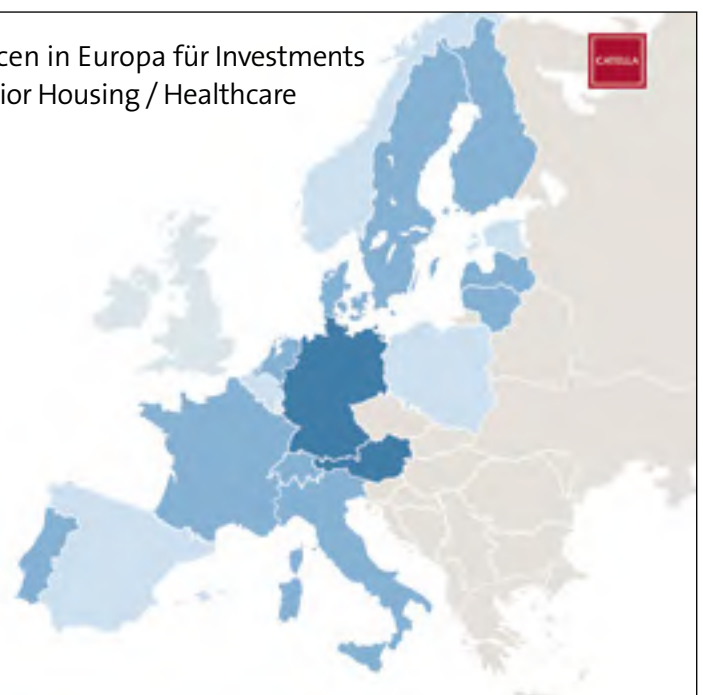 cen in Europa für Investments
ior Housing / Healthcare
CATELLA